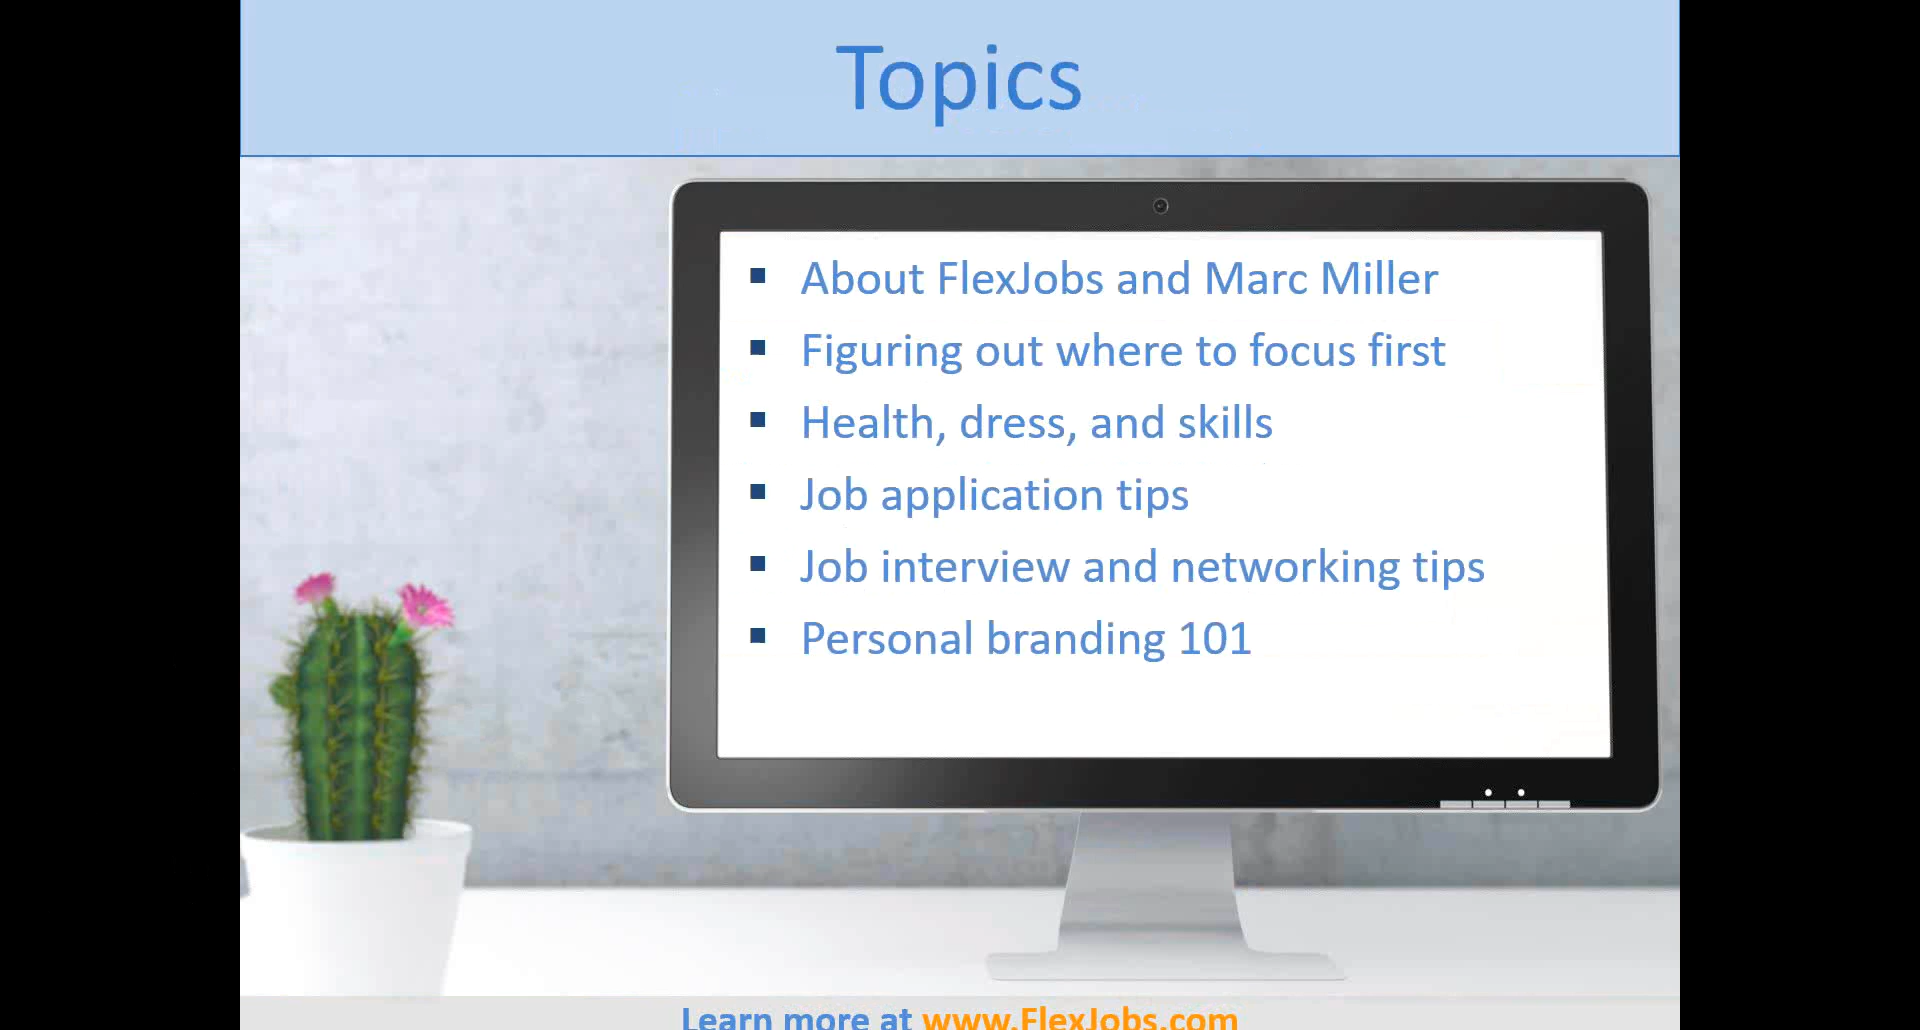 Topics
▪ About FlexJobs and Marc Miller
▪ Figuring out where to focus first
▪ Health, dress, and skills
▪ Job application tips
▪ Job interview and networking tips
▪ Personal branding 101
Learn more at www.FlexJobs.com